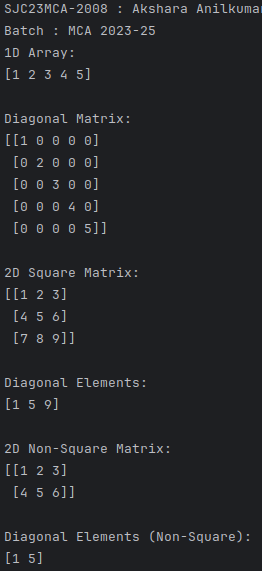 SJC23MCA-2008 : Akshara Anilkumar
Batch : MCA 2023-25
1D Array:
[1 2 3 4 5]
Diagonal Matrix:
[[1 0 0 0 0]
[0 2 0 0 0]
[0 0 3 0 0]
[0 0 0 4 0]
[0 0 0 0 5]]
2D Square Matrix:
[[1 2 3]
[4 5 6]
[7 8 9]]
Diagonal Elements:
[1 5 9]
2D Non-Square Matrix:
[[1 2 3]
[4 5 6]]
Diagonal Elements (Non-Square):
[1 5]